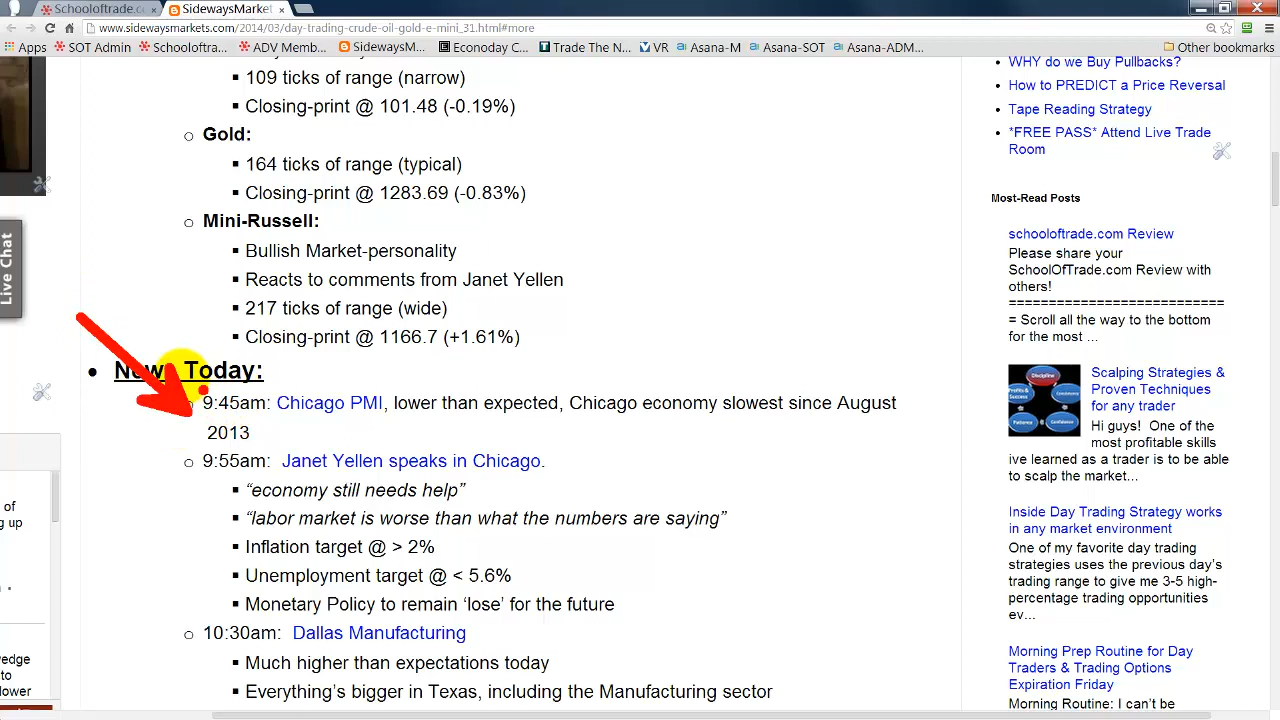 Schooloftrade.c
SidewaysMarket
www.sidewaysmarkets.com/2014/03/day-trading-crude-oil-gold-e-mini_31.html#more
Apps
SOT Admin
Schooloftra...
ADV Memb...
SidewaysM...
Econoday C...
Trade The N...
VR
Asana-M
Asana-SOT
Asana-ADM...
Other bookmarks
109 ticks of range (narrow)
Closing-print @ 101.48 (-0.19%)
Gold:
164 ticks of range (typical)
Closing-print @ 1283.69 (-0.83%)
Mini-Russell:
Bullish Market-personality
Reacts to comments from Janet Yellen
217 ticks of range (wide)
Closing-print @ 1166.7 (+1.61%)
Today:
9:45am: Chicago PMI, lower than expected, Chicago economy slowest since August
2013
9:55am: Janet Yellen speaks in Chicago.
“economy still needs help”
“labor market is worse than what the numbers are saying”
Inflation target @ > 2%
Unemployment target @ < 5.6%
Monetary Policy to remain ‘lose’ for the future
10:30am: Dallas Manufacturing
Much higher than expectations today
Everything’s bigger in Texas, including the Manufacturing sector
Live Chat
of
g up
edge
to
lower
WHY do we Buy Pullbacks?
How to PREDICT a Price Reversal
Tape Reading Strategy
*FREE PASS* Attend Live Trade
Room
Most-Read Posts
schooloftrade.com Review
Please share your
SchoolOfTrade.com Review with
others!
===========================
= Scroll all the way to the bottom
for the most ...
Discipline
Scalping Strategies &
Proven Techniques
for any trader
Hi guys! One of the
most profitable skills
ive learned as a trader is to be able
to scalp the market...
Inside Day Trading Strategy works
in any market environment
One of my favorite day trading
strategies uses the previous day’s
trading range to give me 3-5 high-
percentage trading opportunities
ev...
Morning Prep Routine for Day
Traders & Trading Options
Expiration Friday
Morning Routine: I can’t be